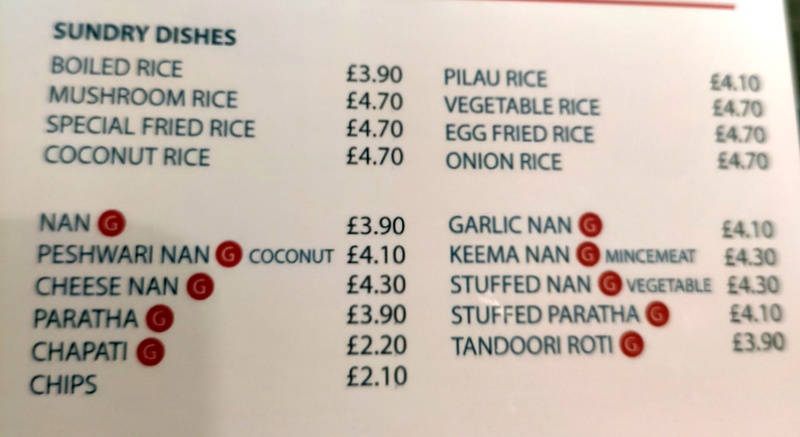 SUNDRY DISHES
BOILED RICE £3.90
MUSHROOM RICE £4.70
SPECIAL FRIED RICE £4.70
COCONUT RICE £4.70
PILAU RICE £4.10
VEGETABLE RICE £4.70
EGG FRIED RICE £4.70
ONION RICE £4.70
NAN G £3.90
PESHWARI NAN G COCONUT £4.10
CHEESE NAN G £4.30
PARATHA G £3.90
CHAPATI G £2.20
CHIPS £2.10
GARLIC NAN G £4.10
KEEMA NAN G MINCEMEAT £4.30
STUFFED NAN G VEGETABLE £4.30
STUFFED PARATHA G £4.10
TANDOORI ROTI G £3.90